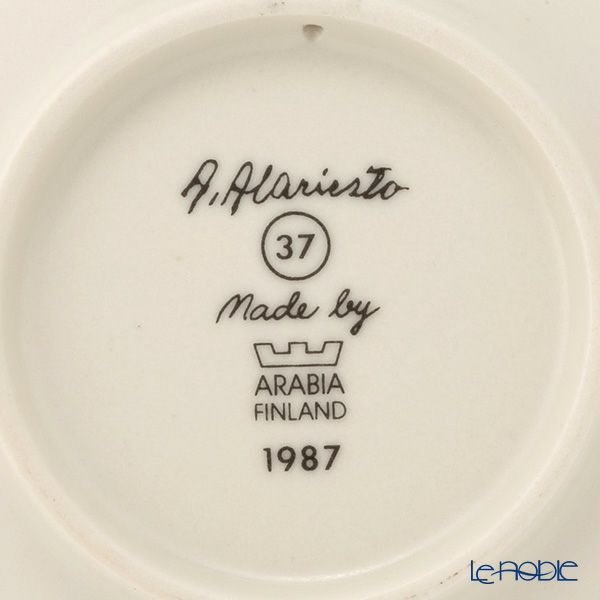 A. Alariesto
37
Made by
ARABIA
FINLAND
1987
Le noble